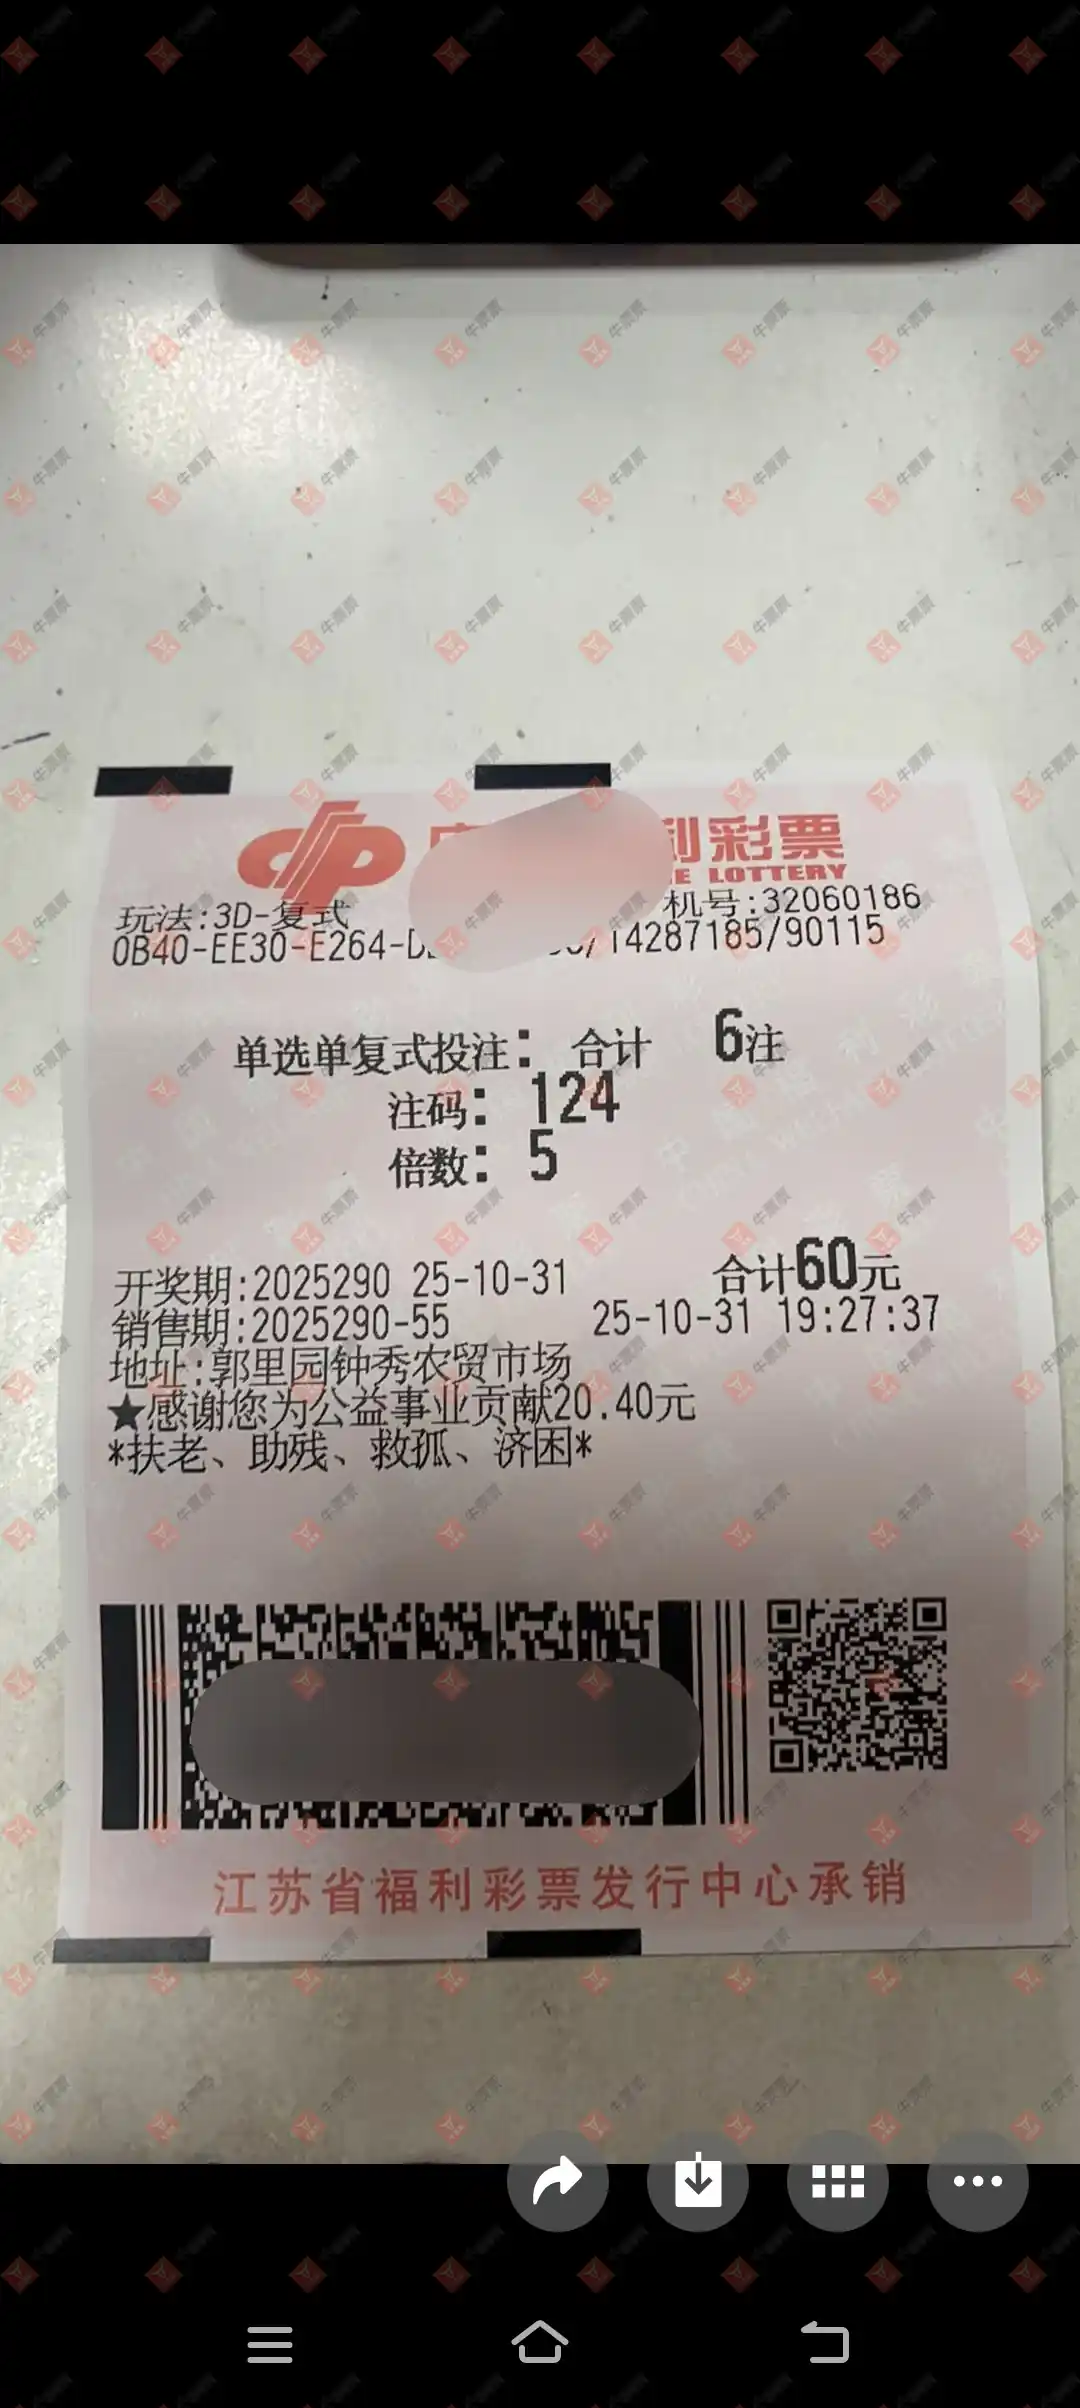 利彩票
E LOTTERY
玩法:3D-复式
机号:32060186
0B40-EE30-E264-D
/14287185/90115
单选单复式投注: 合计 6注
注码: 124
倍数: 5
开奖期:2025290 25-10-31 合计60元
销售期:2025290-55 25-10-31 19:27:37
地址:郭里园钟秀农贸市场
★感谢您为公益事业贡献20.40元
*扶老、助残、救孤、济困*
江苏省福利彩票发行中心承销
牛票票